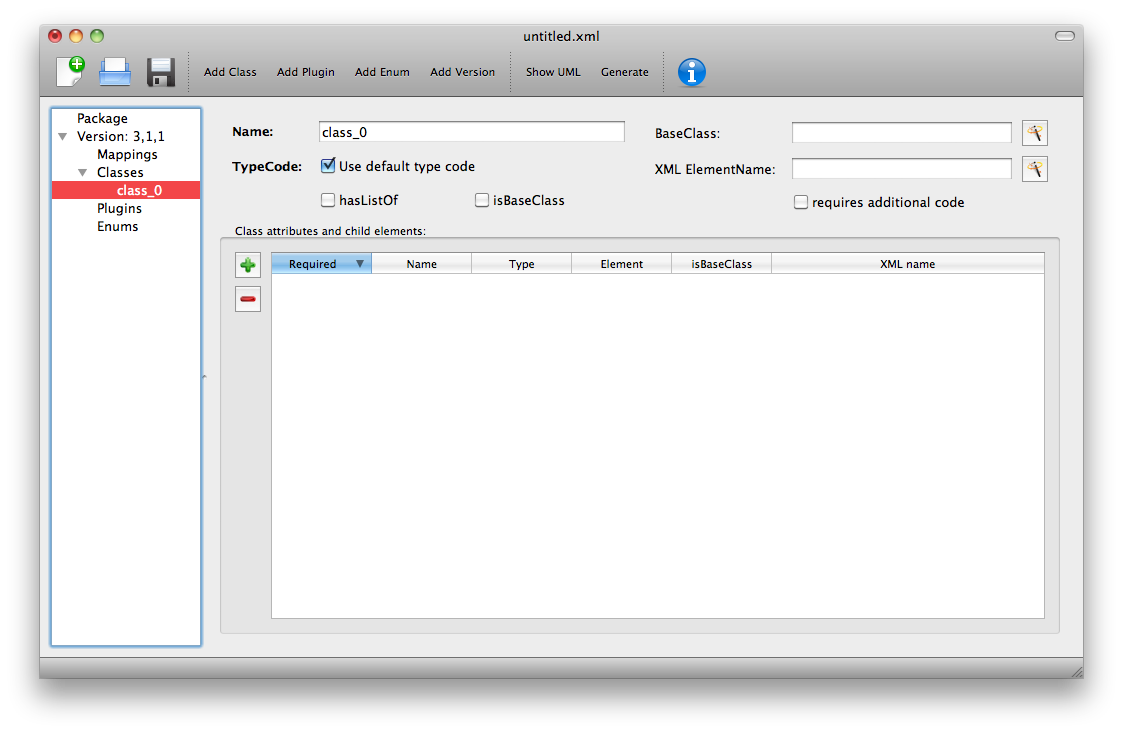 untitled.xml
Add Class Add Plugin Add Enum Add Version Show UML Generate
Package
Version: 3,1,1
Mappings
Classes
class_0
Plugins
Enums
Name: class_0 BaseClass:
TypeCode: Use default type code XML ElementName:
hasListOf isBaseClass requires additional code
Class attributes and child elements:
Required Name Type Element isBaseClass XML name